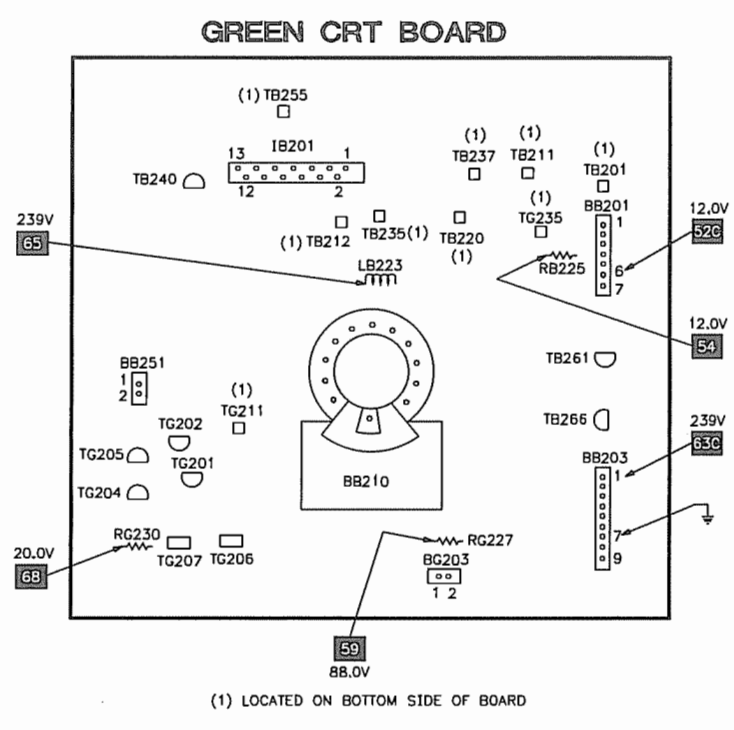 GREEN CRT BOARD
(1) TB255
IB201
13 1
12 2
TB240
(1)
TB237
(1)
TB211
(1)
TB201
BB201
1
6
7
(1)
TG235
(1) TB212
TB235(1)
TB220
(1)
RB225
LB223
239V
65
12.0V
52C
12.0V
54
TB261
TB266
239V
63C
BB203
1
7
9
BB251
1
2
(1)
TG211
TG202
TG205
TG201
TG204
BB210
RG230
TG207
TG206
20.0V
68
RG227
BG203
1 2
59
88.0V
(1) LOCATED ON BOTTOM SIDE OF BOARD